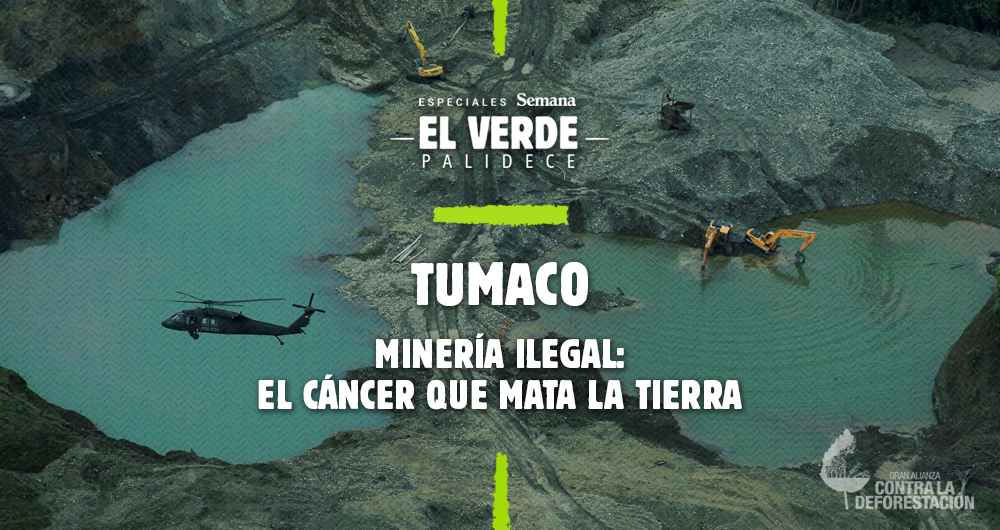 ESPECIALES Semana
EL VERDE
PALIDECE
TUMACO
MINERÍA ILEGAL:
EL CÁNCER QUE MATA LA TIERRA
GRAN ALIANZA
CONTRA LA
DEFORESTACIÓN